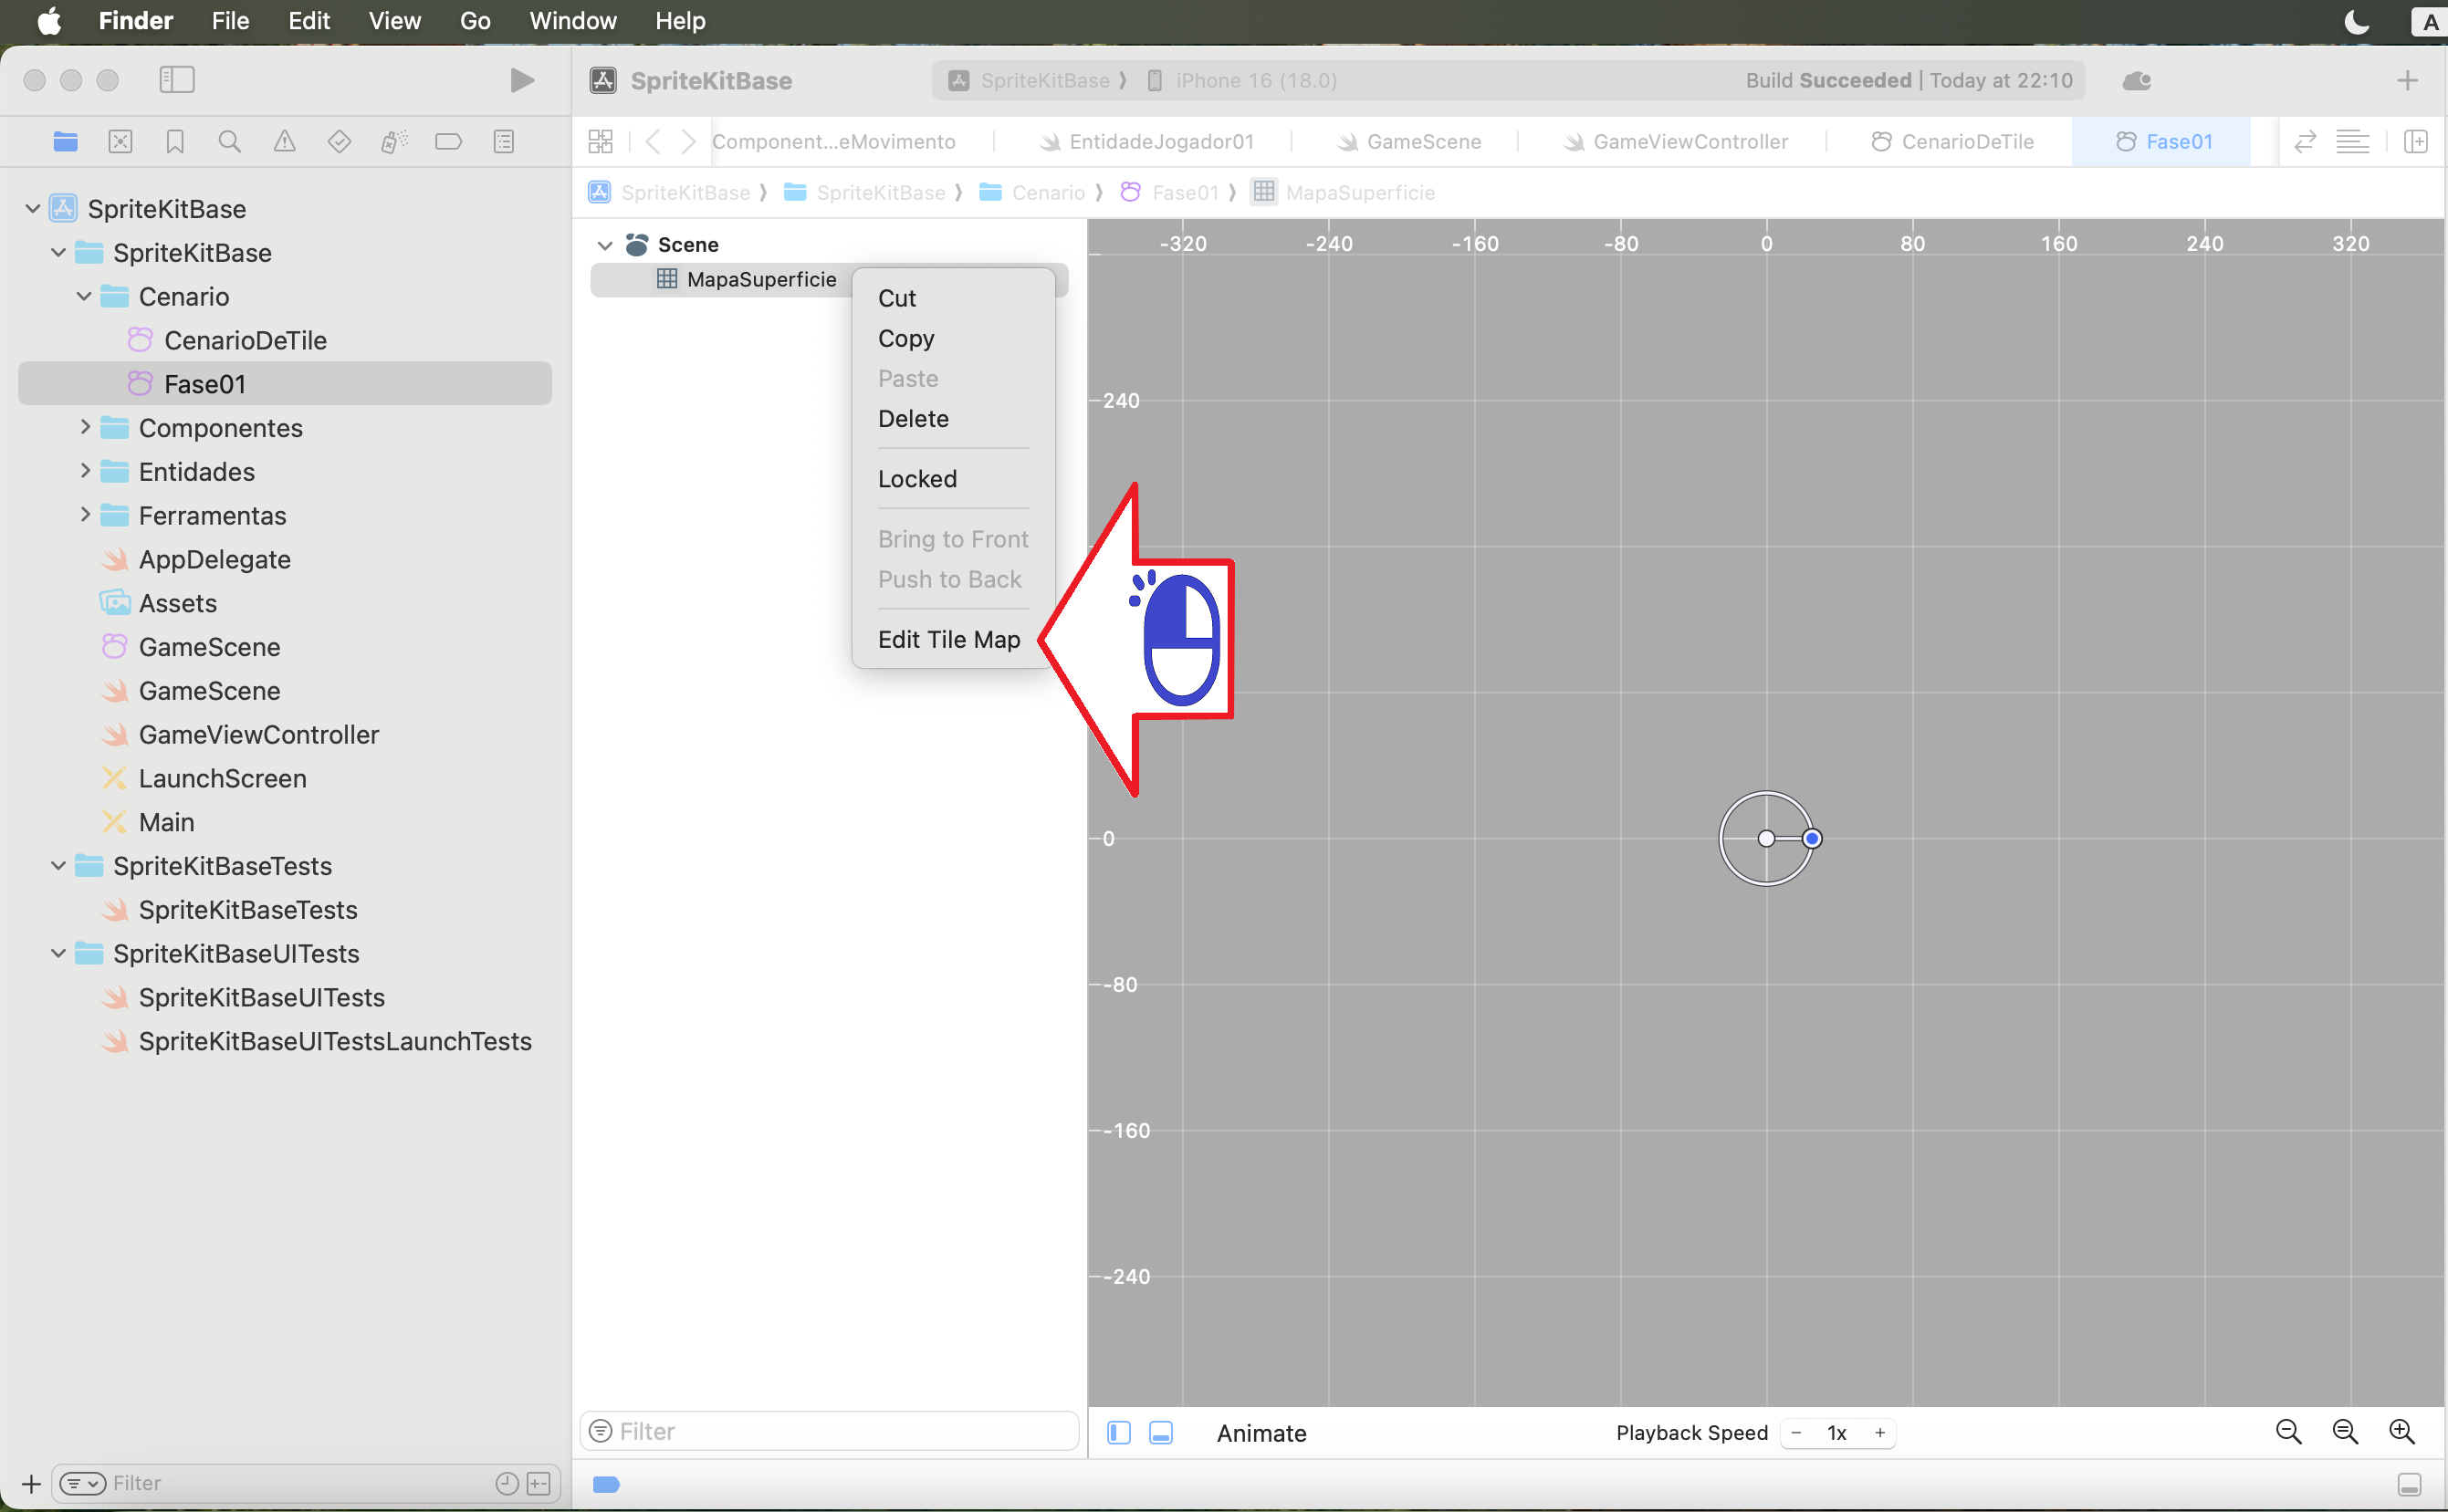 Finder File Edit View Go Window Help
A
SpriteKitBase
SpriteKitBase ⟩ iPhone 16 (18.0)
Build Succeeded | Today at 22:10
Component...eMovimento
EntidadeJogador01
GameScene
GameViewController
CenarioDeTile
Fase01
SpriteKitBase ⟩ SpriteKitBase ⟩ Cenario ⟩ Fase01 ⟩ MapaSuperficie
SpriteKitBase
SpriteKitBase
Cenario
CenarioDeTile
Fase01
Componentes
Entidades
Ferramentas
AppDelegate
Assets
GameScene
GameScene
GameViewController
LaunchScreen
Main
SpriteKitBaseTests
SpriteKitBaseTests
SpriteKitBaseUITests
SpriteKitBaseUITests
SpriteKitBaseUITestsLaunchTests
Filter
Scene
MapaSuperficie
Cut
Copy
Paste
Delete
Locked
Bring to Front
Push to Back
Edit Tile Map
Filter
-320 -240 -160 -80 0 80 160 240 320
240
0
-80
-160
-240
Animate
Playback Speed − 1x +